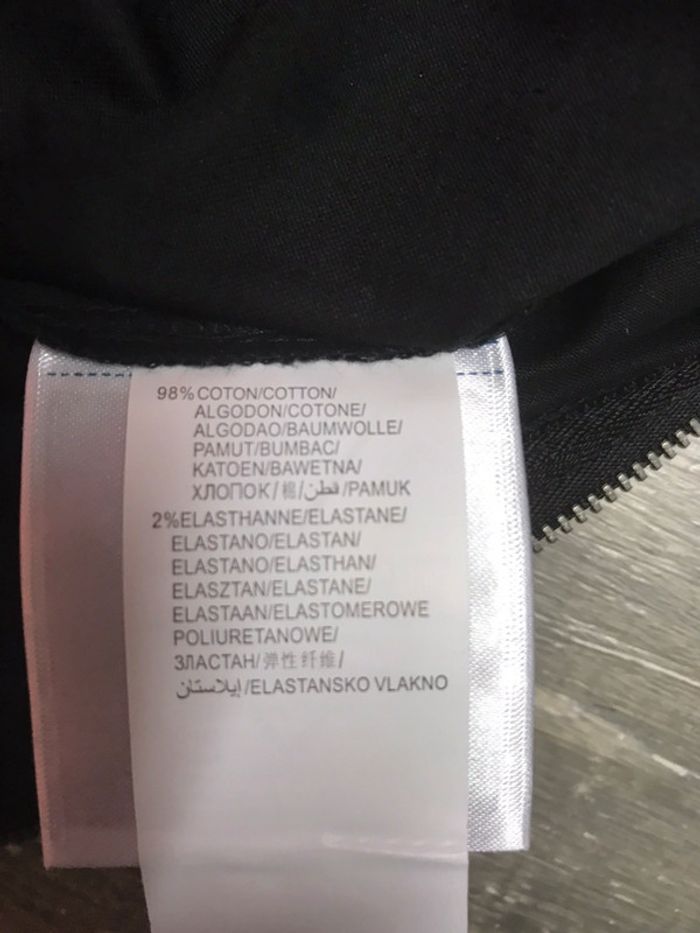 98% COTON/COTTON/
ALGODON/COTONE/
ALGODAO/BAUMWOLLE/
PAMUT/BUMBAC/
KATOEN/BAWETNA/
ХЛОПОК/棉/قطن/PAMUK
2%ELASTHANNE/ELASTANE/
ELASTANO/ELASTAN/
ELASTANO/ELASTHAN/
ELASZTAN/ELASTANE/
ELASTAAN/ELASTOMEROWE
POLIURETANOWE/
ЗЛАСТАН/弹性纤维/
إيلاستان/ELASTANSKO VLAKNO